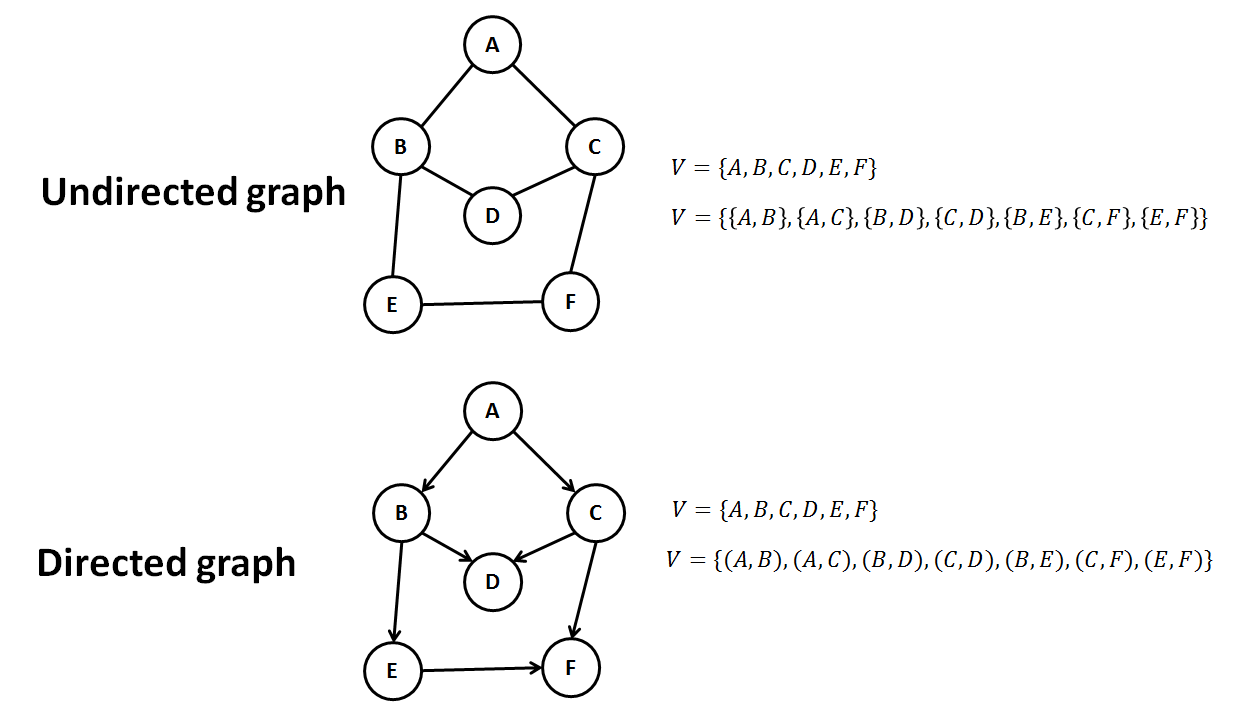 A
B
C
D
E
F
Undirected graph
V = {A, B, C, D, E, F}
V = {{A, B}, {A, C}, {B, D}, {C, D}, {B, E}, {C, F}, {E, F}}
A
B
C
D
E
F
Directed graph
V = {A, B, C, D, E, F}
V = {(A, B), (A, C), (B, D), (C, D), (B, E), (C, F), (E, F)}